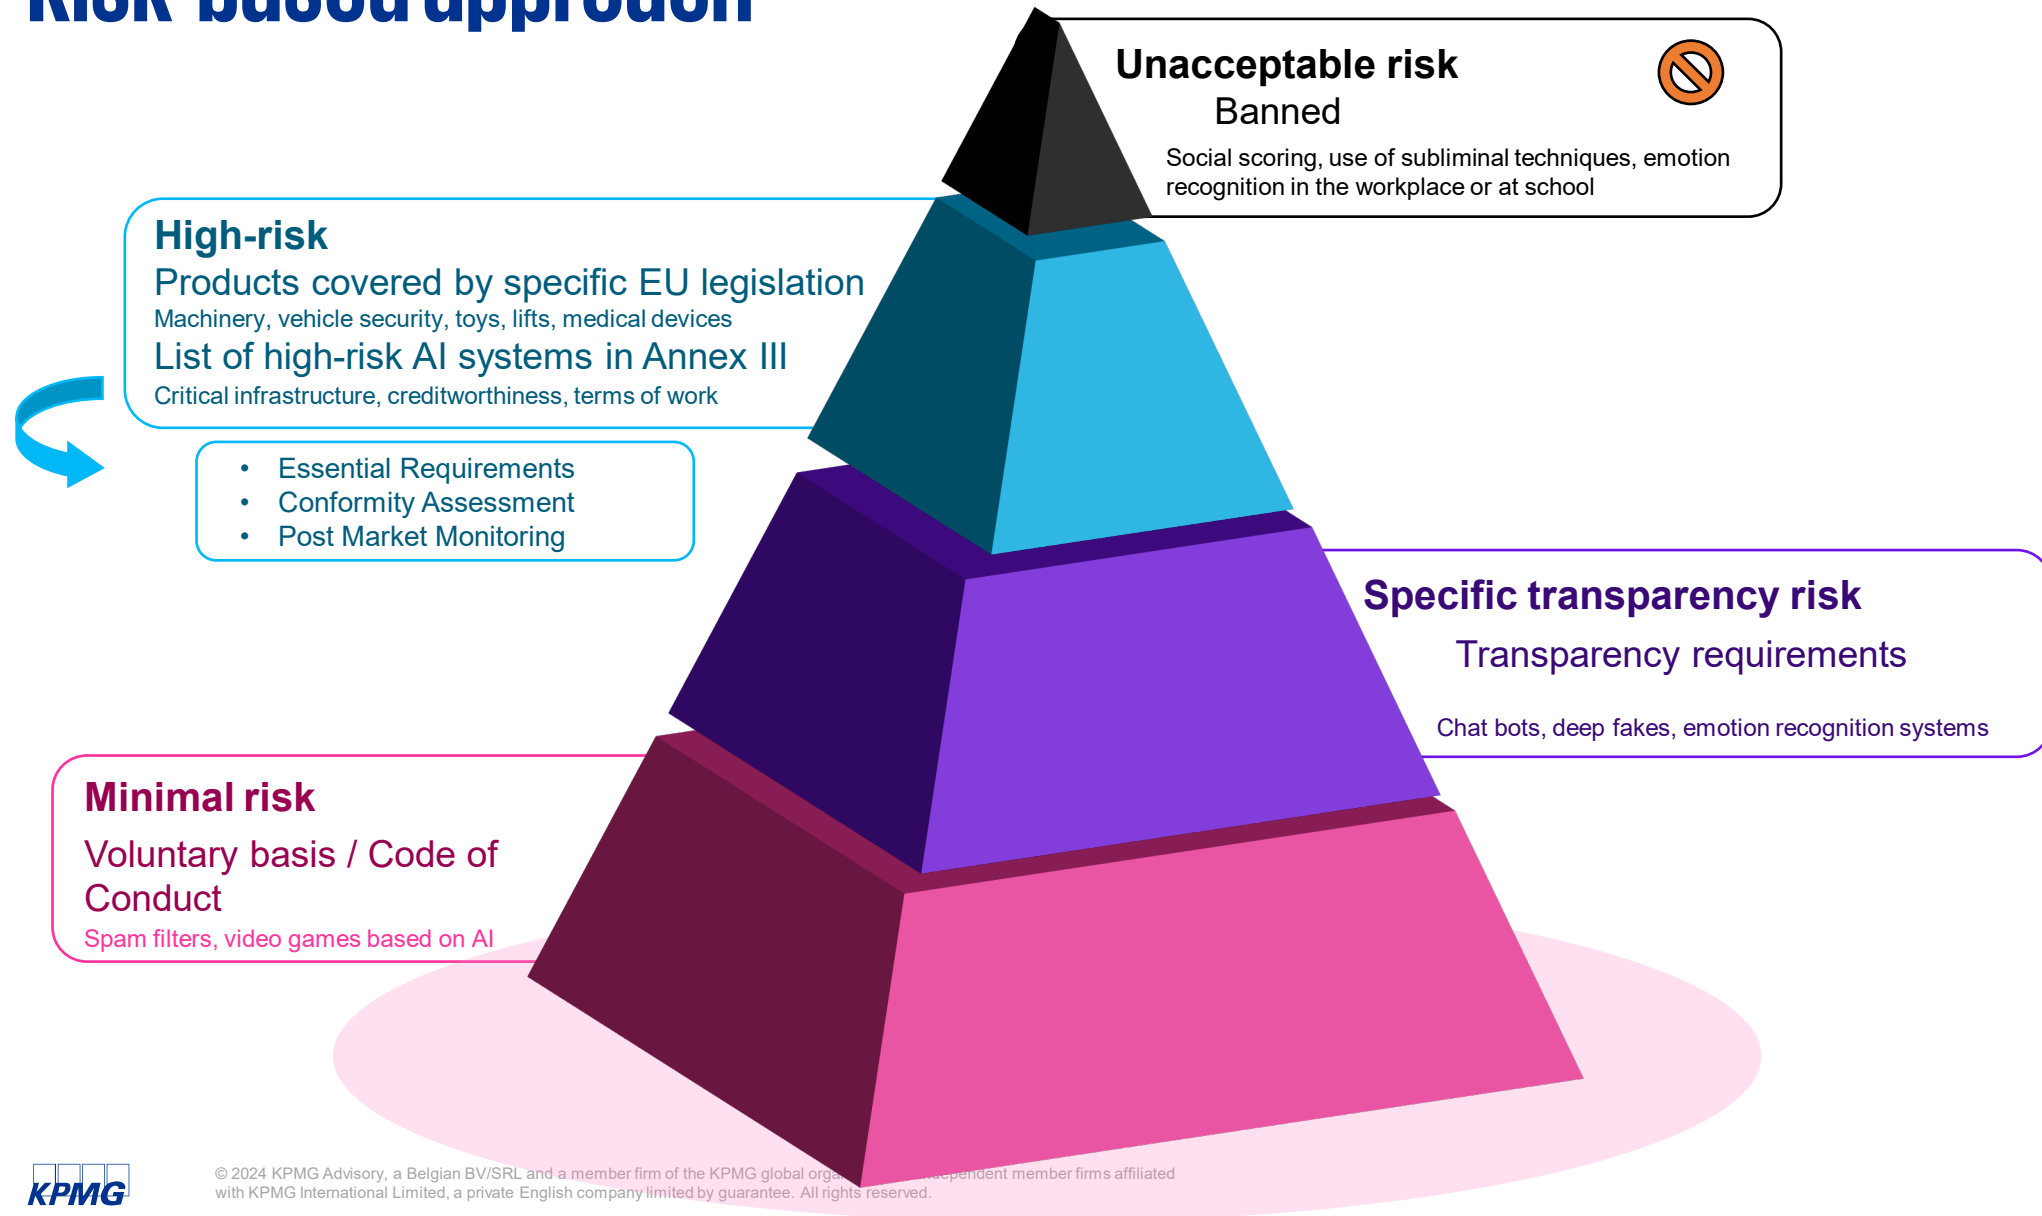 Risk-based approach
Unacceptable risk
Banned
Social scoring, use of subliminal techniques, emotion
recognition in the workplace or at school
High-risk
Products covered by specific EU legislation
Machinery, vehicle security, toys, lifts, medical devices
List of high-risk AI systems in Annex III
Critical infrastructure, creditworthiness, terms of work
• Essential Requirements
• Conformity Assessment
• Post Market Monitoring
Specific transparency risk
Transparency requirements
Chat bots, deep fakes, emotion recognition systems
Minimal risk
Voluntary basis / Code of
Conduct
Spam filters, video games based on AI
KPMG
© 2024 KPMG Advisory, a Belgian BV/SRL and a member firm of the KPMG global member firms affiliated
with KPMG International Limited, a private English company limited by guarantee. All rights reserved.